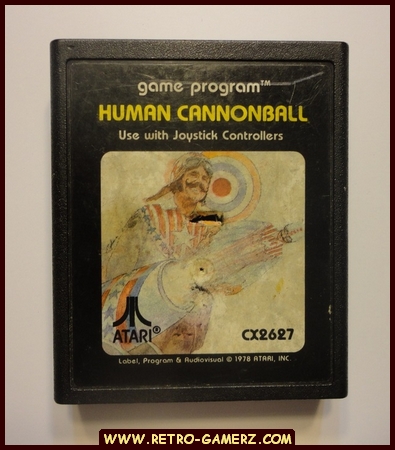 game program™
HUMAN CANNONBALL
Use with Joystick Controllers
ATARI®
CX2627
Label, Program & Audiovisual © 1978 ATARI, INC.
WWW.RETRO-GAMERZ.COM